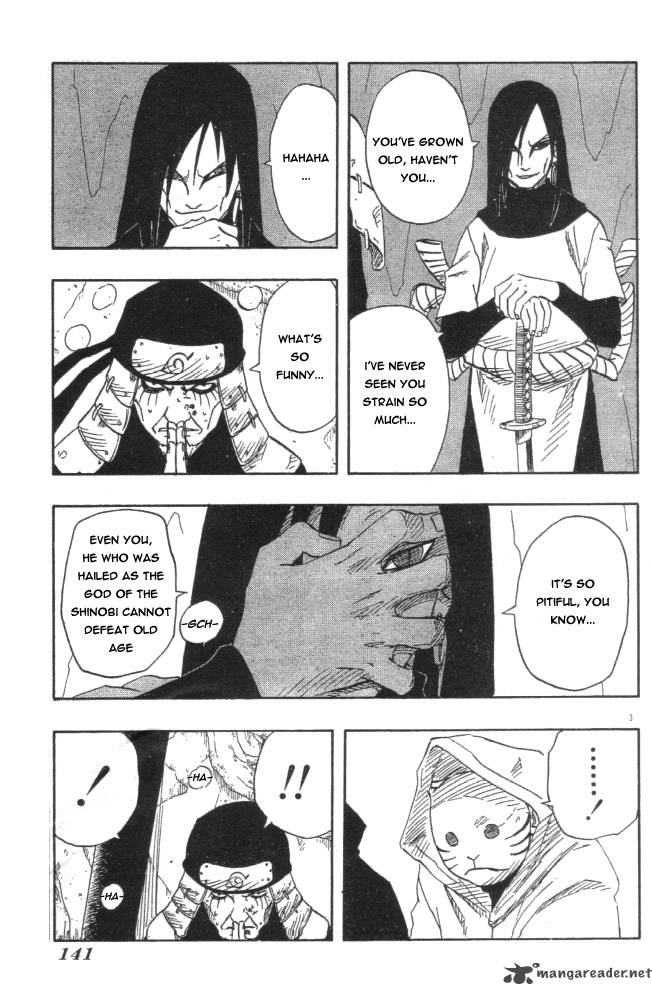 YOU'VE GROWN
OLD, HAVEN'T
YOU...
I'VE NEVER
SEEN YOU
STRAIN SO
MUCH...
HAHAHA
...
WHAT'S
SO
FUNNY...
IT'S SO
PITIFUL, YOU
KNOW...
-GCH-
EVEN YOU,
HE WHO WAS
HAILED AS THE
GOD OF THE
SHINOBI CANNOT
DEFEAT OLD
AGE
3
......!
!!
-HA-
-HA-
!
141
mangareader.net